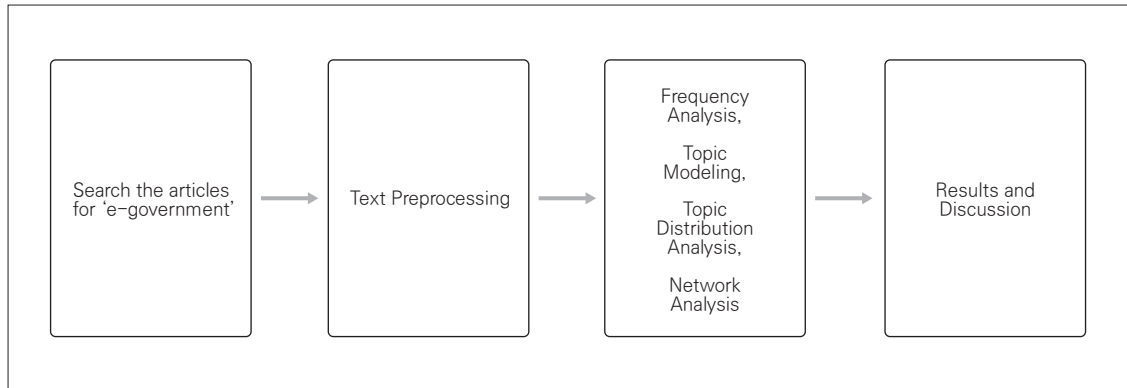 Search the articles
for ‘e-government’
Text Preprocessing
Frequency
Analysis,
Topic
Modeling,
Topic
Distribution
Analysis,
Network
Analysis
Results and
Discussion